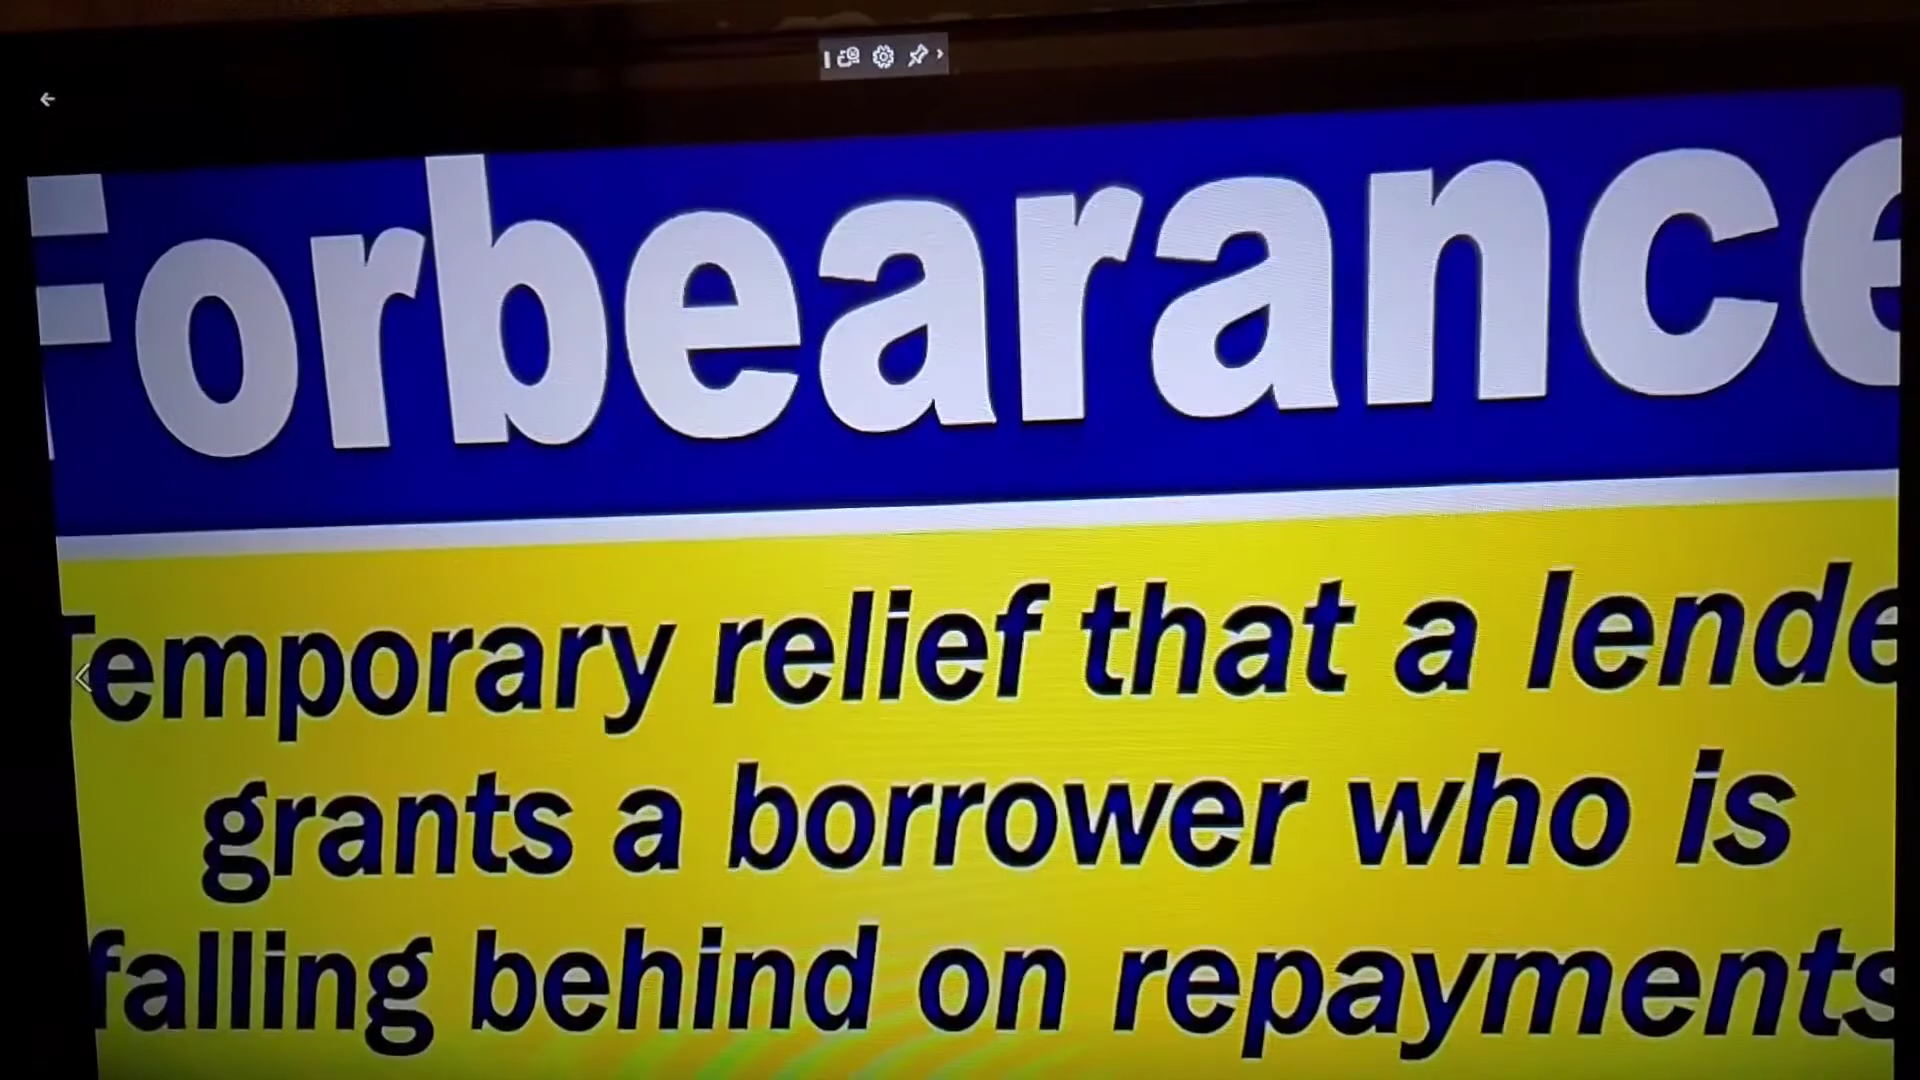 Forbearance
Temporary relief that a lende
grants a borrower who is
falling behind on repayments